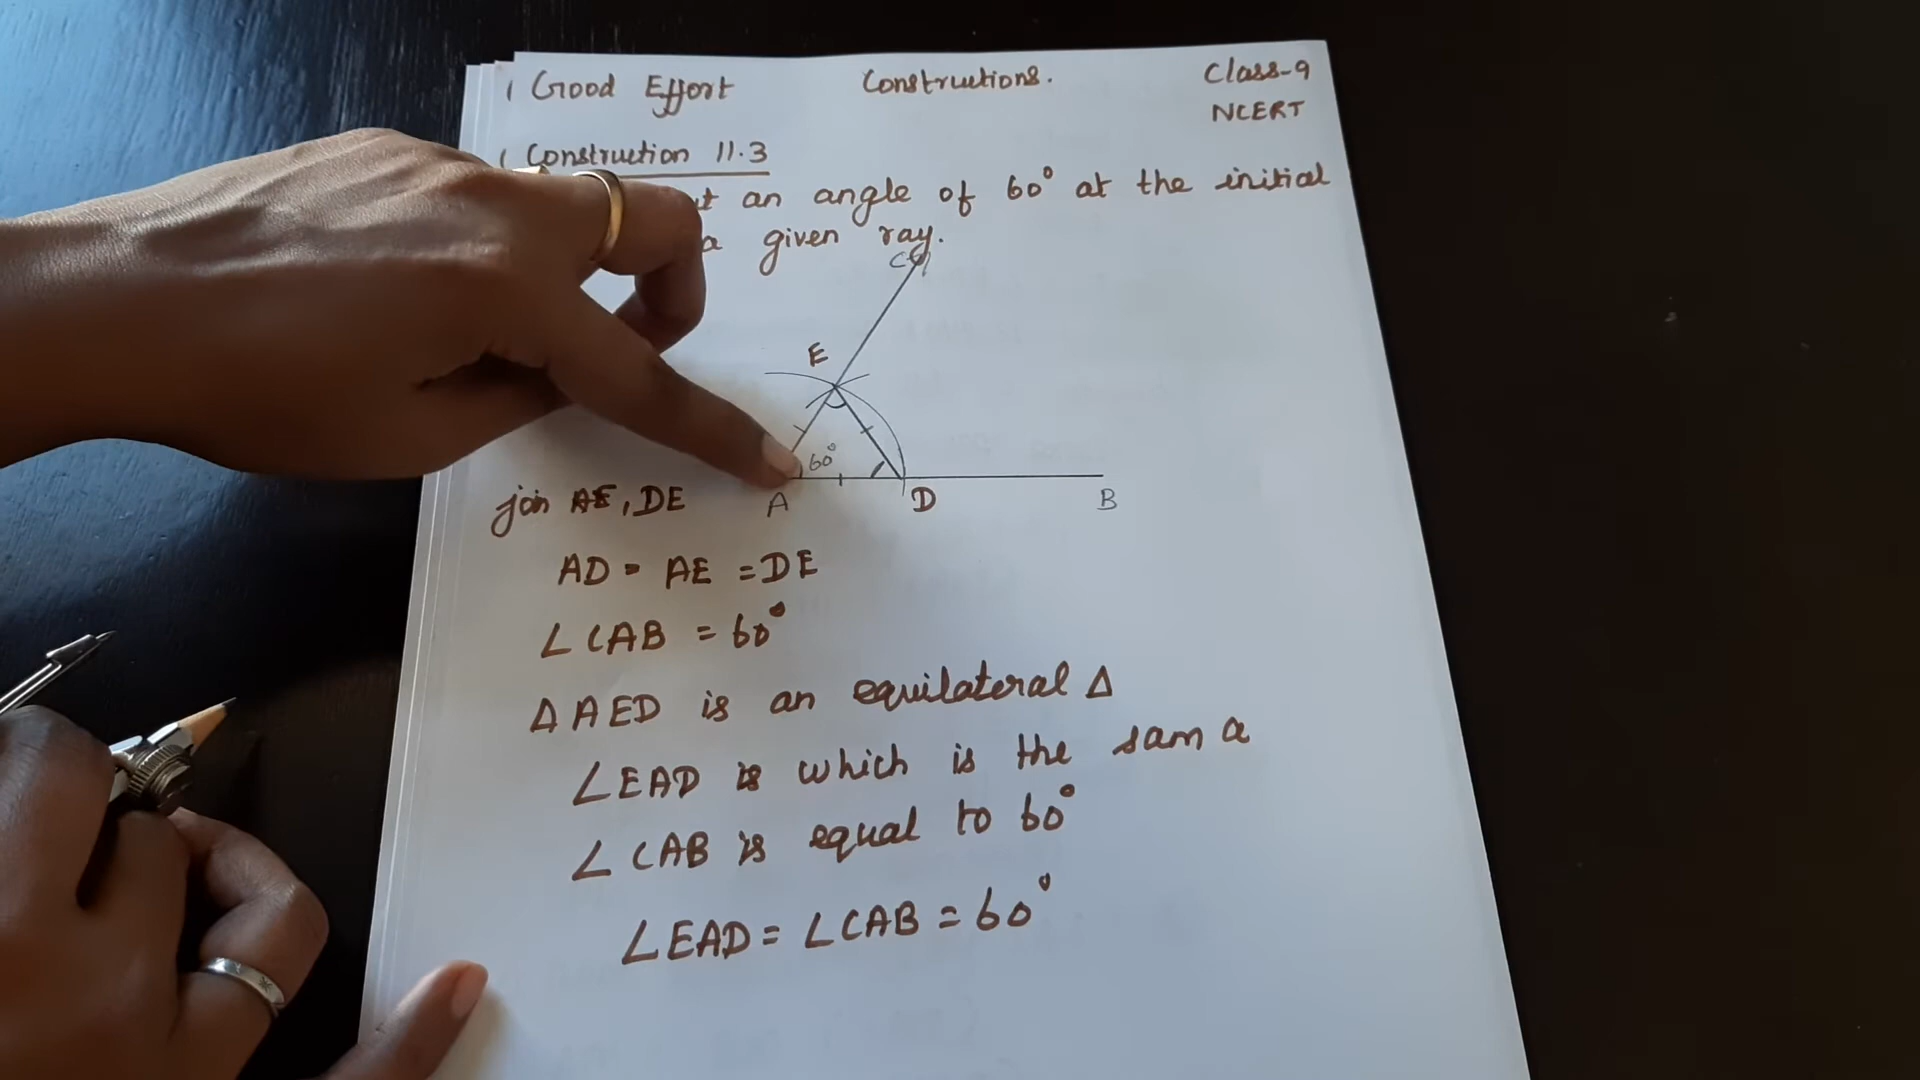 Good Effort Constructions. Class-9
NCERT
Construction 11.3
an angle of 60° at the initial
a given ray.
C
E
60°
A D B
join AE, DE
AD = AE = DE
∠CAB = 60°
Δ AED is an equilateral Δ
∠EAD is which is the sam a
∠CAB is equal to 60°
∠EAD = ∠CAB = 60°